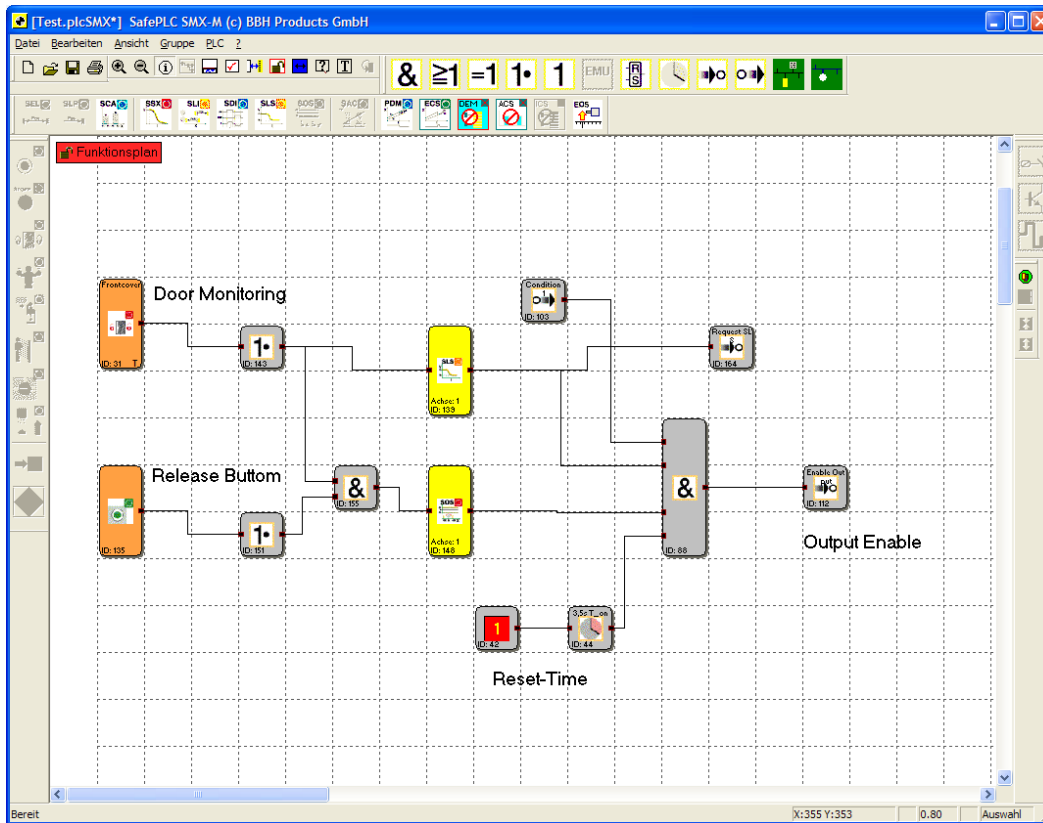 [Test.plcSMX*] SafePLC SMX-M (c) BBH Products GmbH
Datei Bearbeiten Ansicht Gruppe PLC ?
& ≧1 =1 1• 1 EMU R S
SEL SLP SCA SSX SLI SDI SLS SOS SAC PDM ECS DEM ACS ICS EOS
Funktionsplan
Frontcover
ID: 31 T
Door Monitoring
1•
ID: 143
SLS
Achse: 1
ID: 139
Condition
1
ID: 103
Request SL
S
ID: 164
Release Buttom
ID: 135
1•
ID: 151
&
ID: 155
SOS
Achse: 1
ID: 148
&
ID: 88
Enable Out
put
ID: 112
Output Enable
1
ID: 42
3,5s T_on
ID: 44
Reset-Time
Bereit
X:355 Y:353
0.80
Auswahl